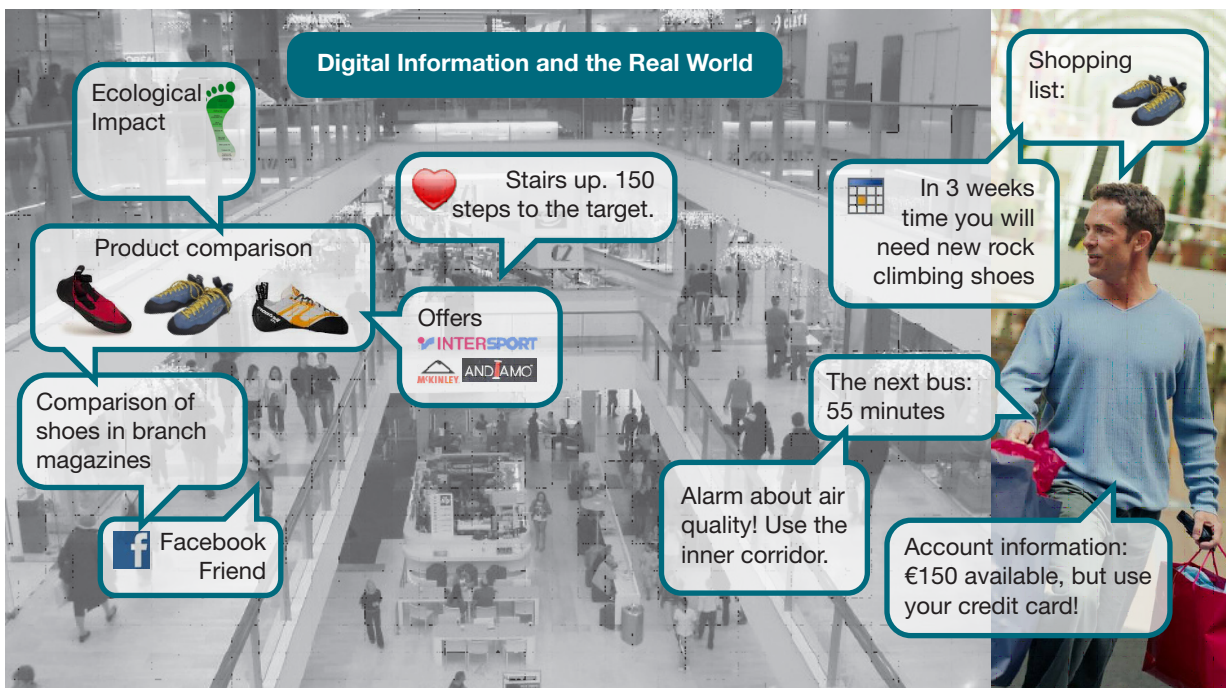 Digital Information and the Real World
Ecological
Impact
Shopping
list:
Stairs up. 150
steps to the target.
In 3 weeks
time you will
need new rock
climbing shoes
Product comparison
Offers
INTERSPORT
McKINLEY
ANDIAMO
The next bus:
55 minutes
Comparison of
shoes in branch
magazines
Alarm about air
quality! Use the
inner corridor.
f Facebook
Friend
Account information:
€150 available, but use
your credit card!